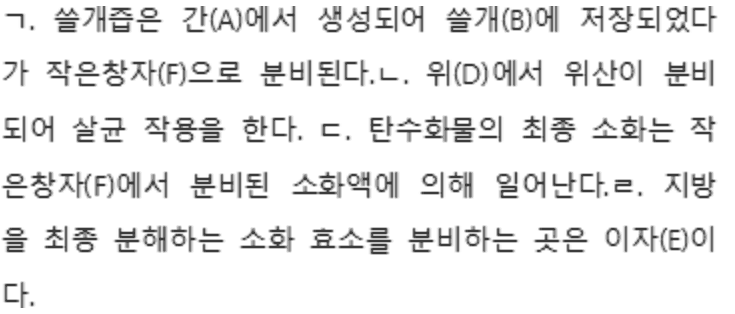 ㄱ. 쓸개즙은 간(A)에서 생성되어 쓸개(B)에 저장되었다
가 작은창자(F)으로 분비된다.ㄴ. 위(D)에서 위산이 분비
되어 살균 작용을 한다. ㄷ. 탄수화물의 최종 소화는 작
은창자(F)에서 분비된 소화액에 의해 일어난다.ㄹ. 지방
을 최종 분해하는 소화 효소를 분비하는 곳은 이자(E)이
다.